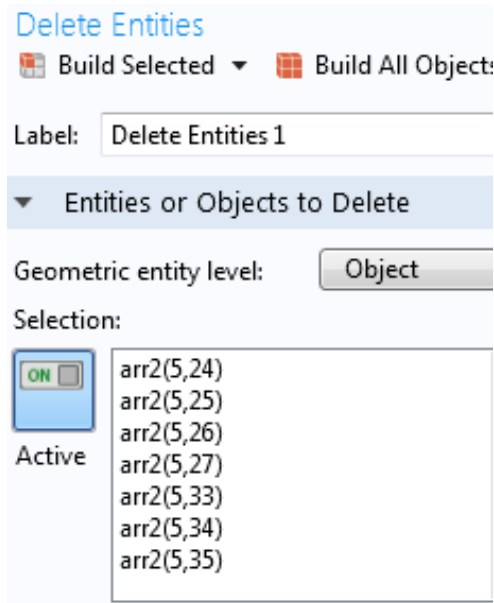 Delete Entities
Build Selected Build All Objects
Label: Delete Entities 1
Entities or Objects to Delete
Geometric entity level: Object
Selection:
ON
Active
arr2(5,24)
arr2(5,25)
arr2(5,26)
arr2(5,27)
arr2(5,33)
arr2(5,34)
arr2(5,35)